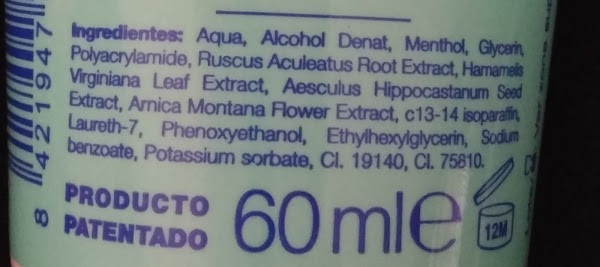 Ingredientes: Aqua, Alcohol Denat, Menthol, Glycerin,
Polyacrylamide, Ruscus Aculeatus Root Extract, Hamamelis
Virginiana Leaf Extract, Aesculus Hippocastanum Seed
Extract, Arnica Montana Flower Extract, c13-14 isoparaffin,
Laureth-7, Phenoxyethanol, Ethylhexylglycerin, Sodium
benzoate, Potassium sorbate, CI. 19140, CI. 75810.
PRODUCTO
PATENTADO
60mle
12M
8 421947